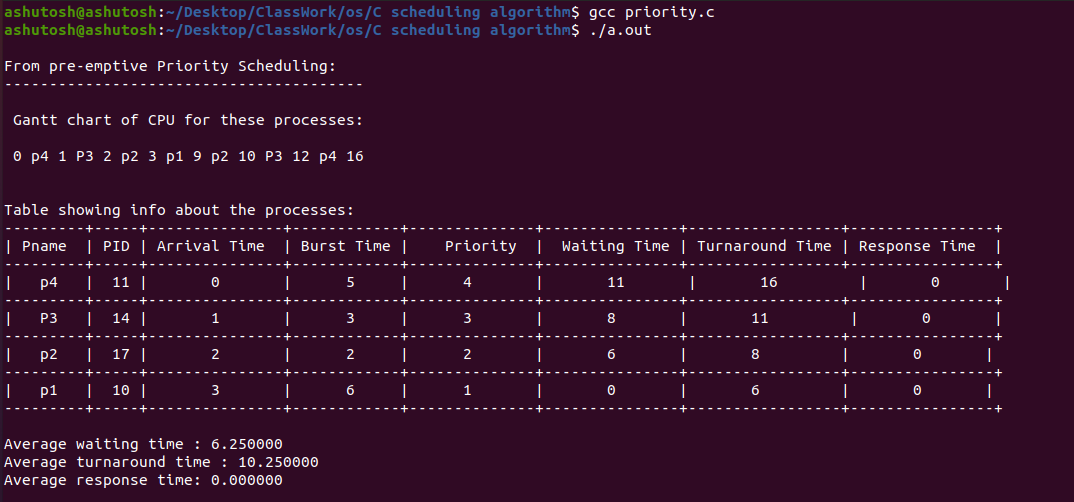 ashutosh@ashutosh:~/Desktop/ClassWork/os/C scheduling algorithm$ gcc priority.c
ashutosh@ashutosh:~/Desktop/ClassWork/os/C scheduling algorithm$ ./a.out
From pre-emptive Priority Scheduling:
----------------------------------------
Gantt chart of CPU for these processes:
0 p4 1 P3 2 p2 3 p1 9 p2 10 P3 12 p4 16
Table showing info about the processes:
---------+-----+---------------+------------+--------------+---------------+-----------------+----------------+
| Pname | PID | Arrival Time | Burst Time | Priority | Waiting Time | Turnaround Time | Response Time |
---------+-----+---------------+------------+--------------+---------------+-----------------+----------------+
| p4 | 11 | 0 | 5 | 4 | 11 | 16 | 0 |
---------+-----+---------------+------------+--------------+---------------+-----------------+----------------+
| P3 | 14 | 1 | 3 | 3 | 8 | 11 | 0 |
---------+-----+---------------+------------+--------------+---------------+-----------------+----------------+
| p2 | 17 | 2 | 2 | 2 | 6 | 8 | 0 |
---------+-----+---------------+------------+--------------+---------------+-----------------+----------------+
| p1 | 10 | 3 | 6 | 1 | 0 | 6 | 0 |
---------+-----+---------------+------------+--------------+---------------+-----------------+----------------+
Average waiting time : 6.250000
Average turnaround time : 10.250000
Average response time: 0.000000